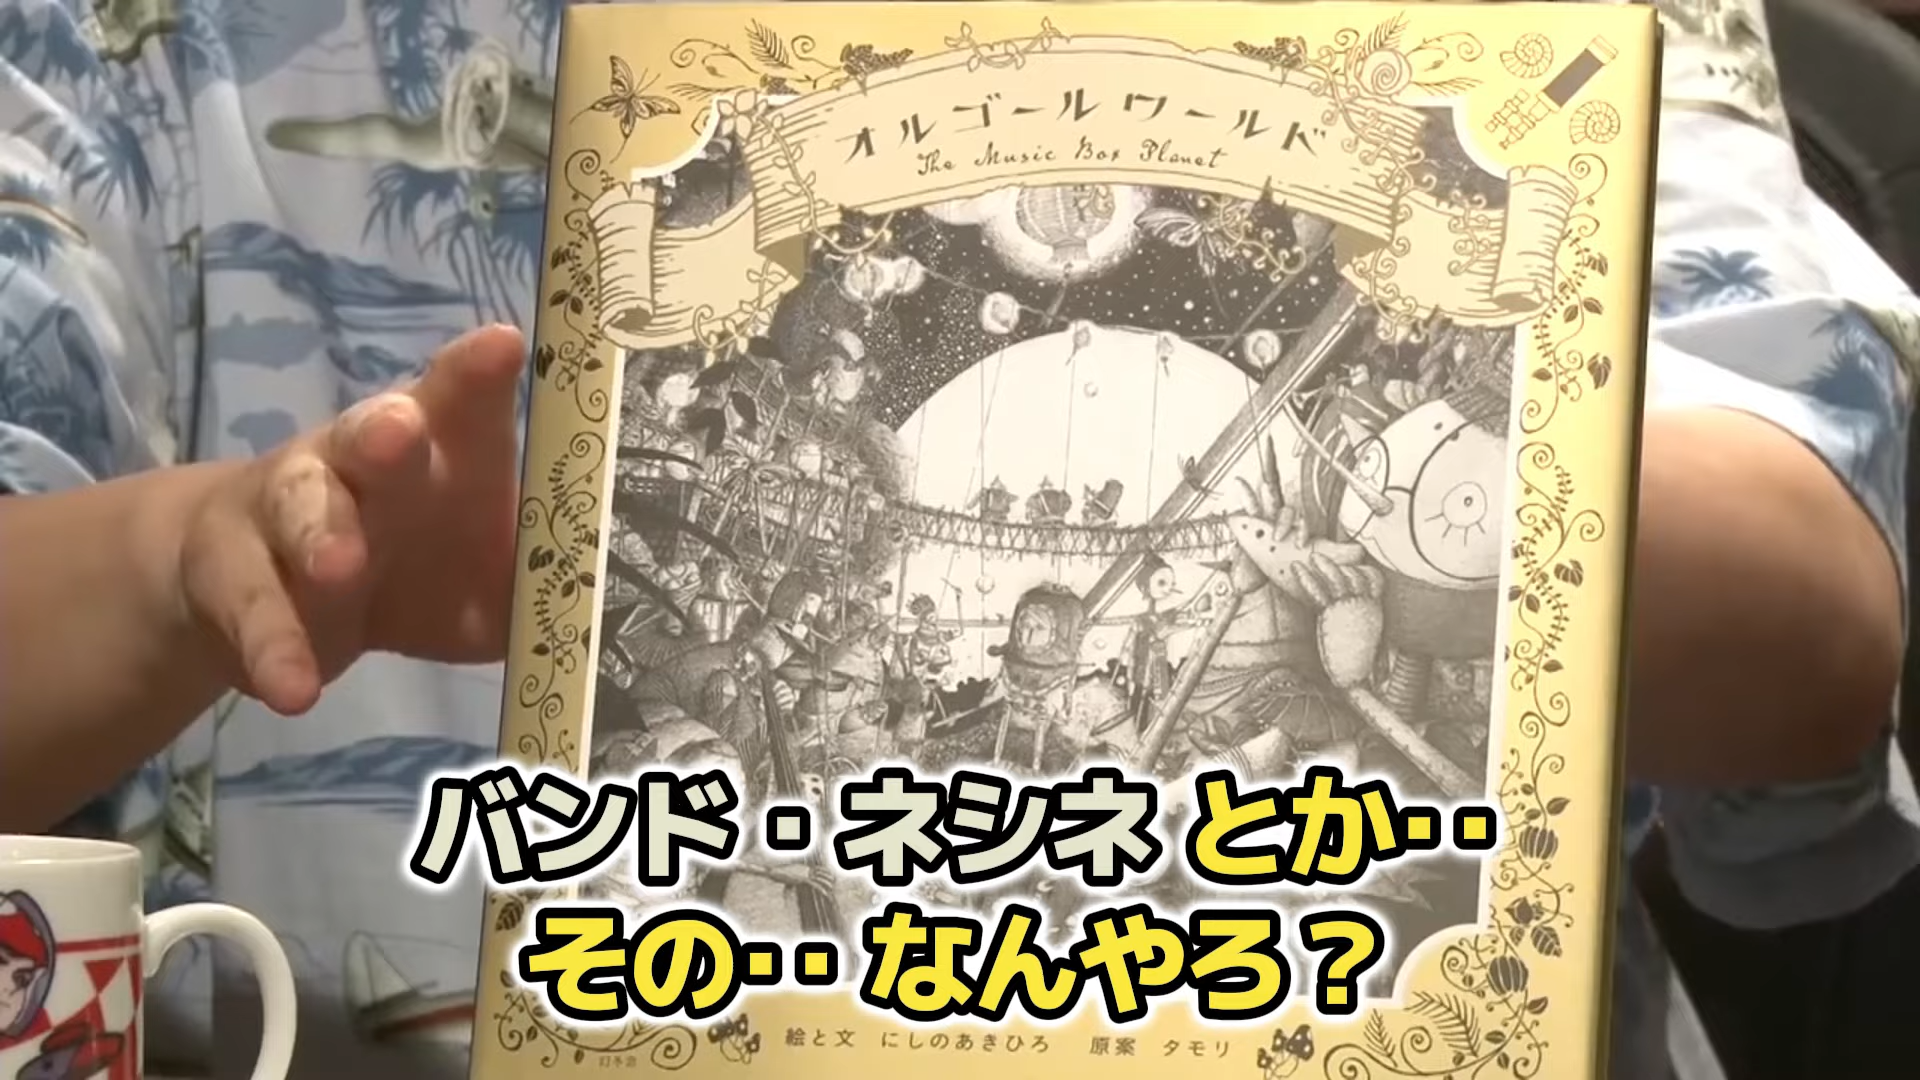 オルゴールワールド
The Music Box Planet
バンド・ネシネ とか‥
その‥ なんやろ？
絵と文 にしのあきひろ 原案 タモリ
幻冬舎